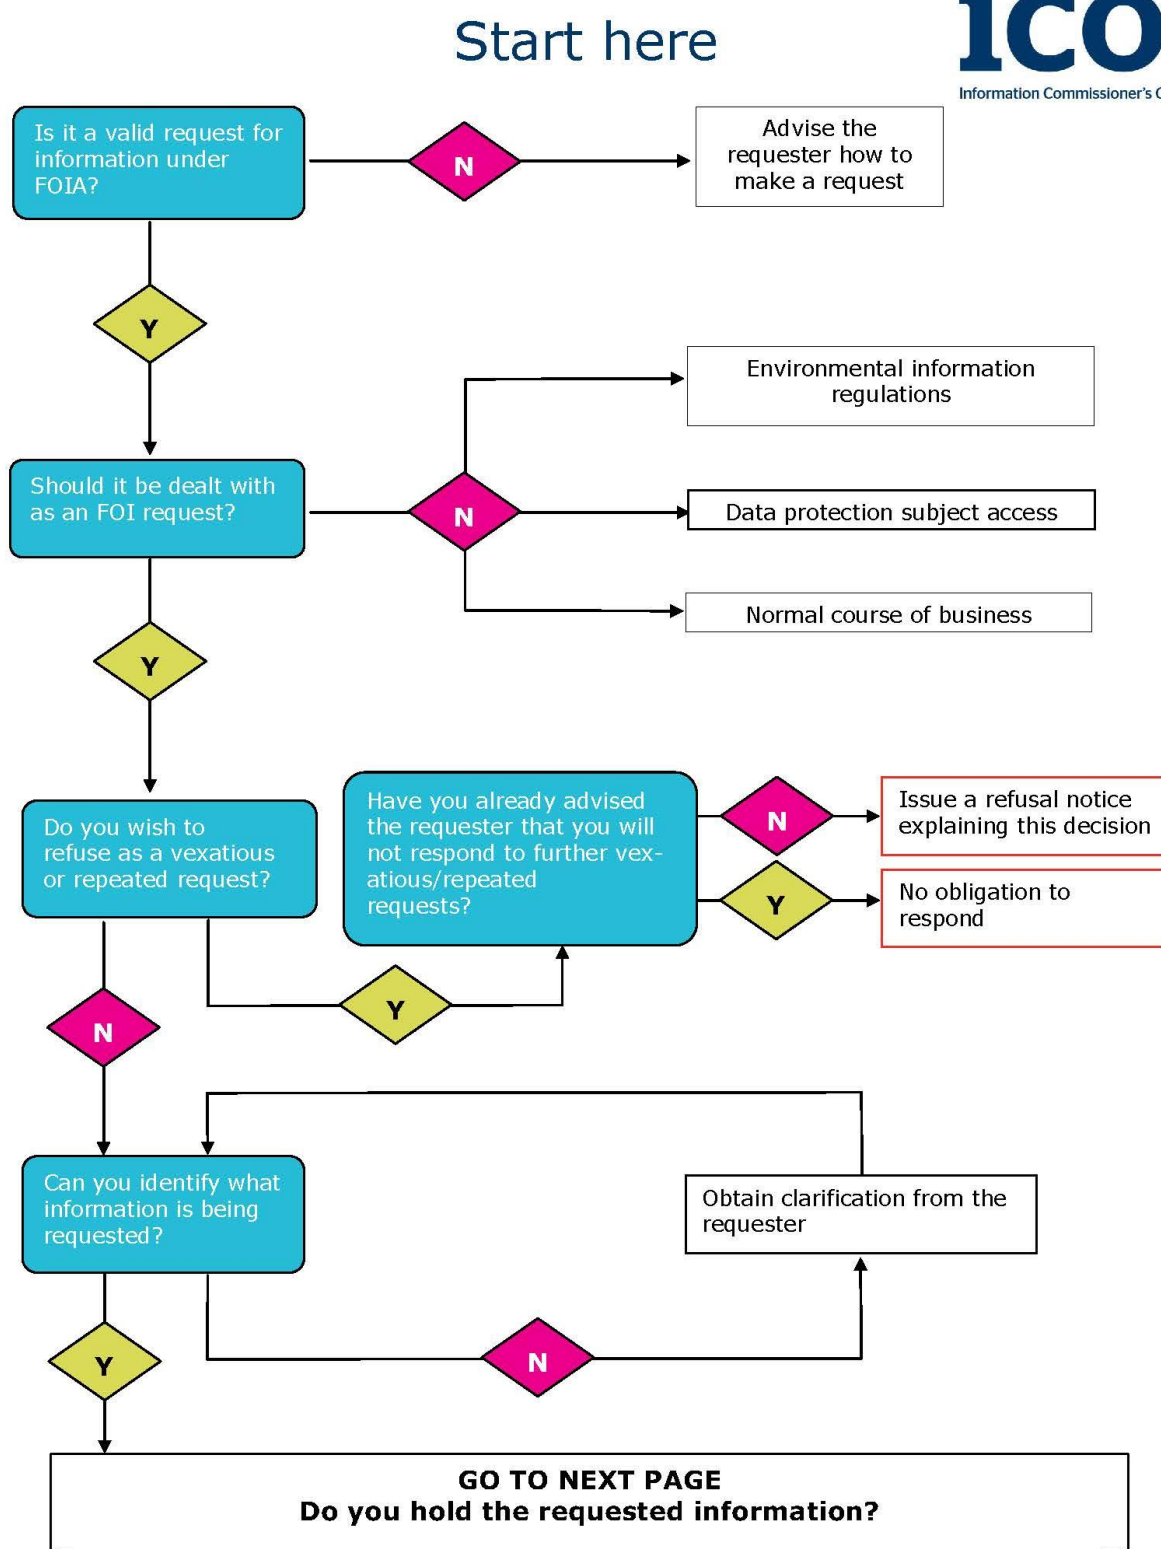 Start here
ico
Information Commissioner's
Is it a valid request for
information under
FOIA?
N
Advise the
requester how to
make a request
Y
Environmental information
regulations
Should it be dealt with
as an FOI request?
N
Data protection subject access
Normal course of business
Y
Do you wish to
refuse as a vexatious
or repeated request?
Have you already advised
the requester that you will
not respond to further vex-
atious/repeated
requests?
N
Issue a refusal notice
explaining this decision
Y
No obligation to
respond
Y
N
Can you identify what
information is being
requested?
Obtain clarification from the
requester
Y
N
GO TO NEXT PAGE
Do you hold the requested information?